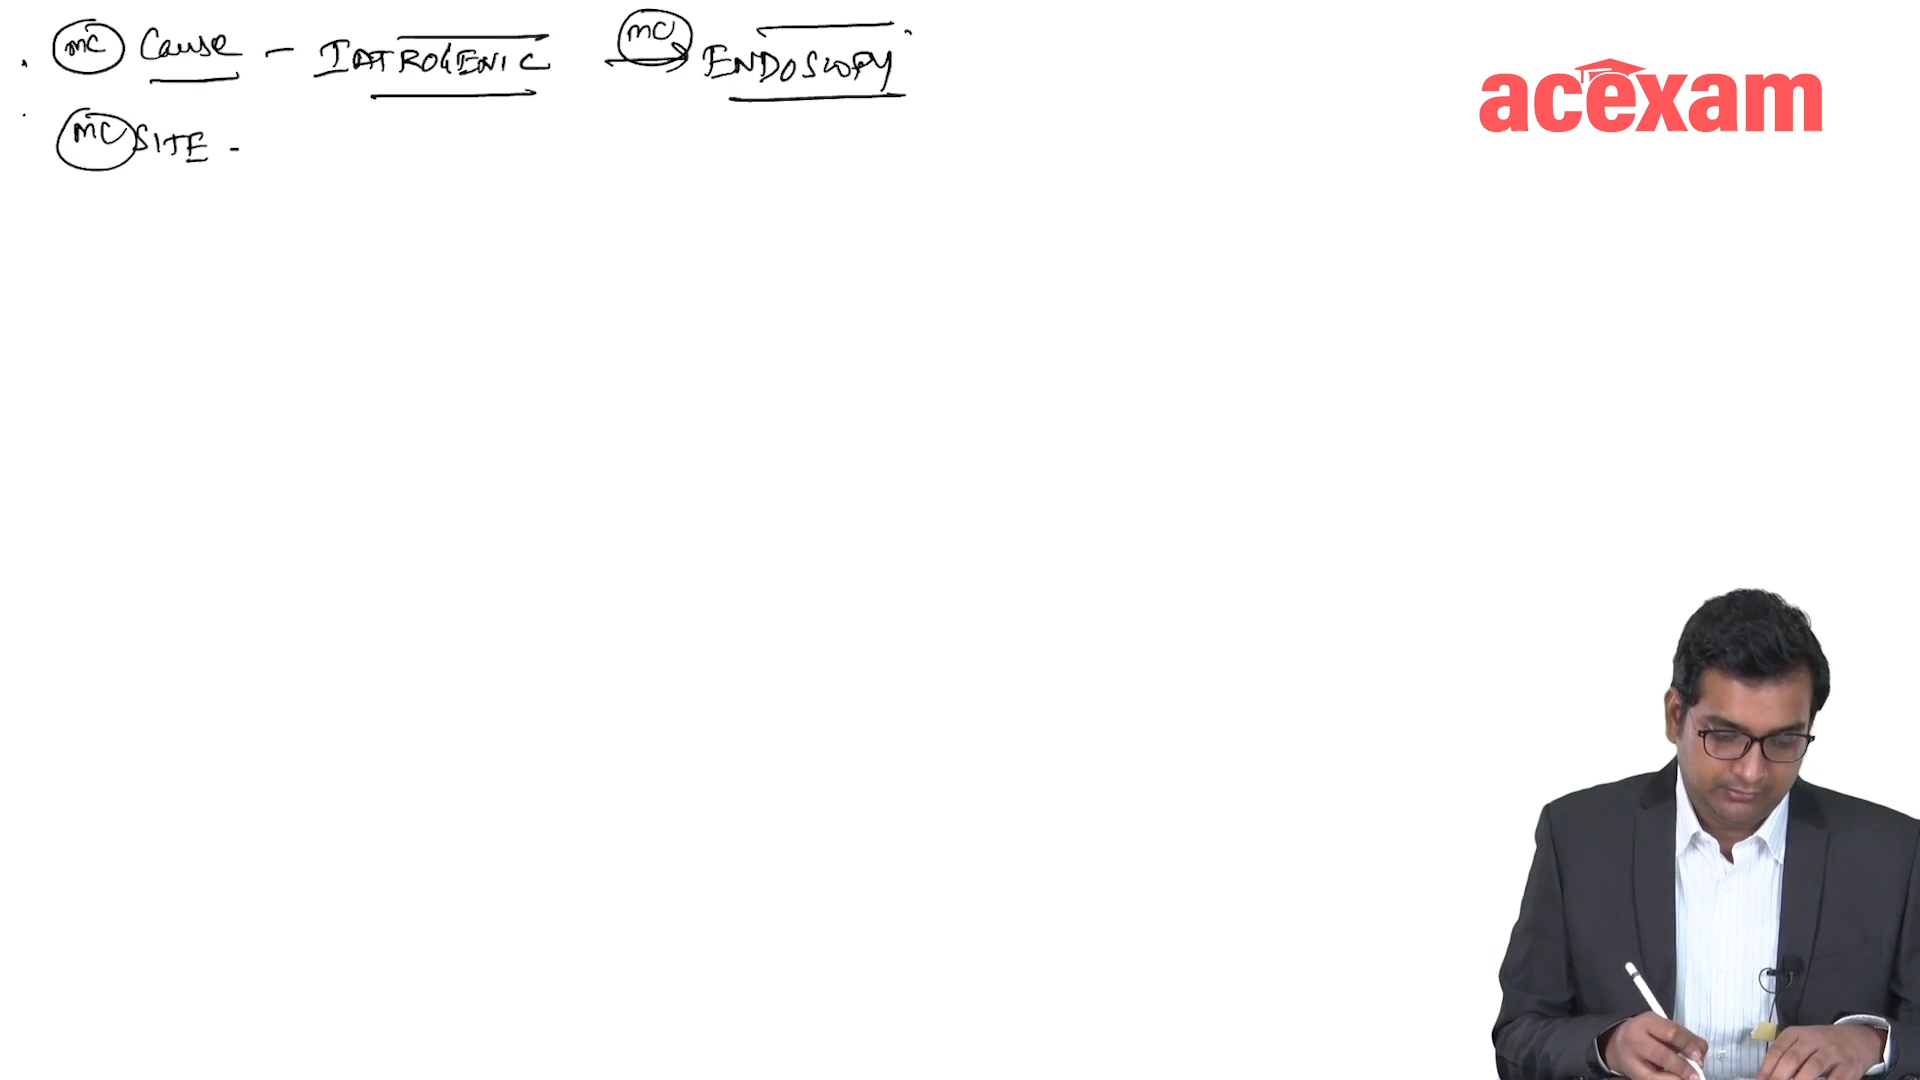 . mc Cause - IATROGENIC mc → ENDOSCOPY
. mc SITE -
acexam